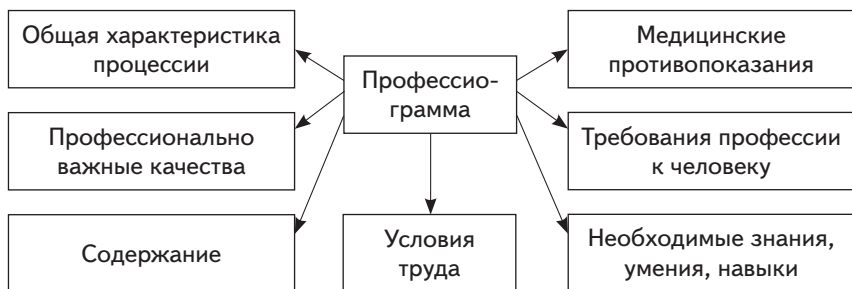 Общая характеристика
процессии
Профессио-
грамма
Медицинские
противопоказания
Профессионально
важные качества
Требования профессии
к человеку
Содержание
Условия
труда
Необходимые знания,
умения, навыки